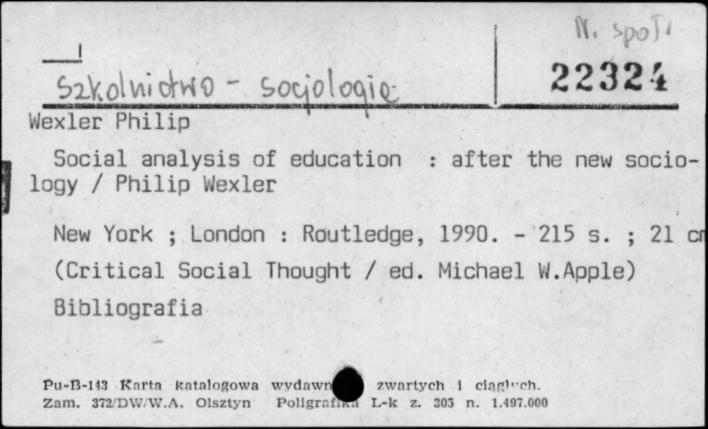 N. społ.
szkolnictwo - socjologia
22324
Wexler Philip
Social analysis of education : after the new socio-
logy / Philip Wexler
New York ; London : Routledge, 1990. - 215 s. ; 21 cm
(Critical Social Thought / ed. Michael W.Apple)
Bibliografia
Pu-B-143 Karta katalogowa wydawn zwartych i ciągłych.
Zam. 372/DW/W.A. Olsztyn Poligrafika L-k z. 305 n. 1.497.000